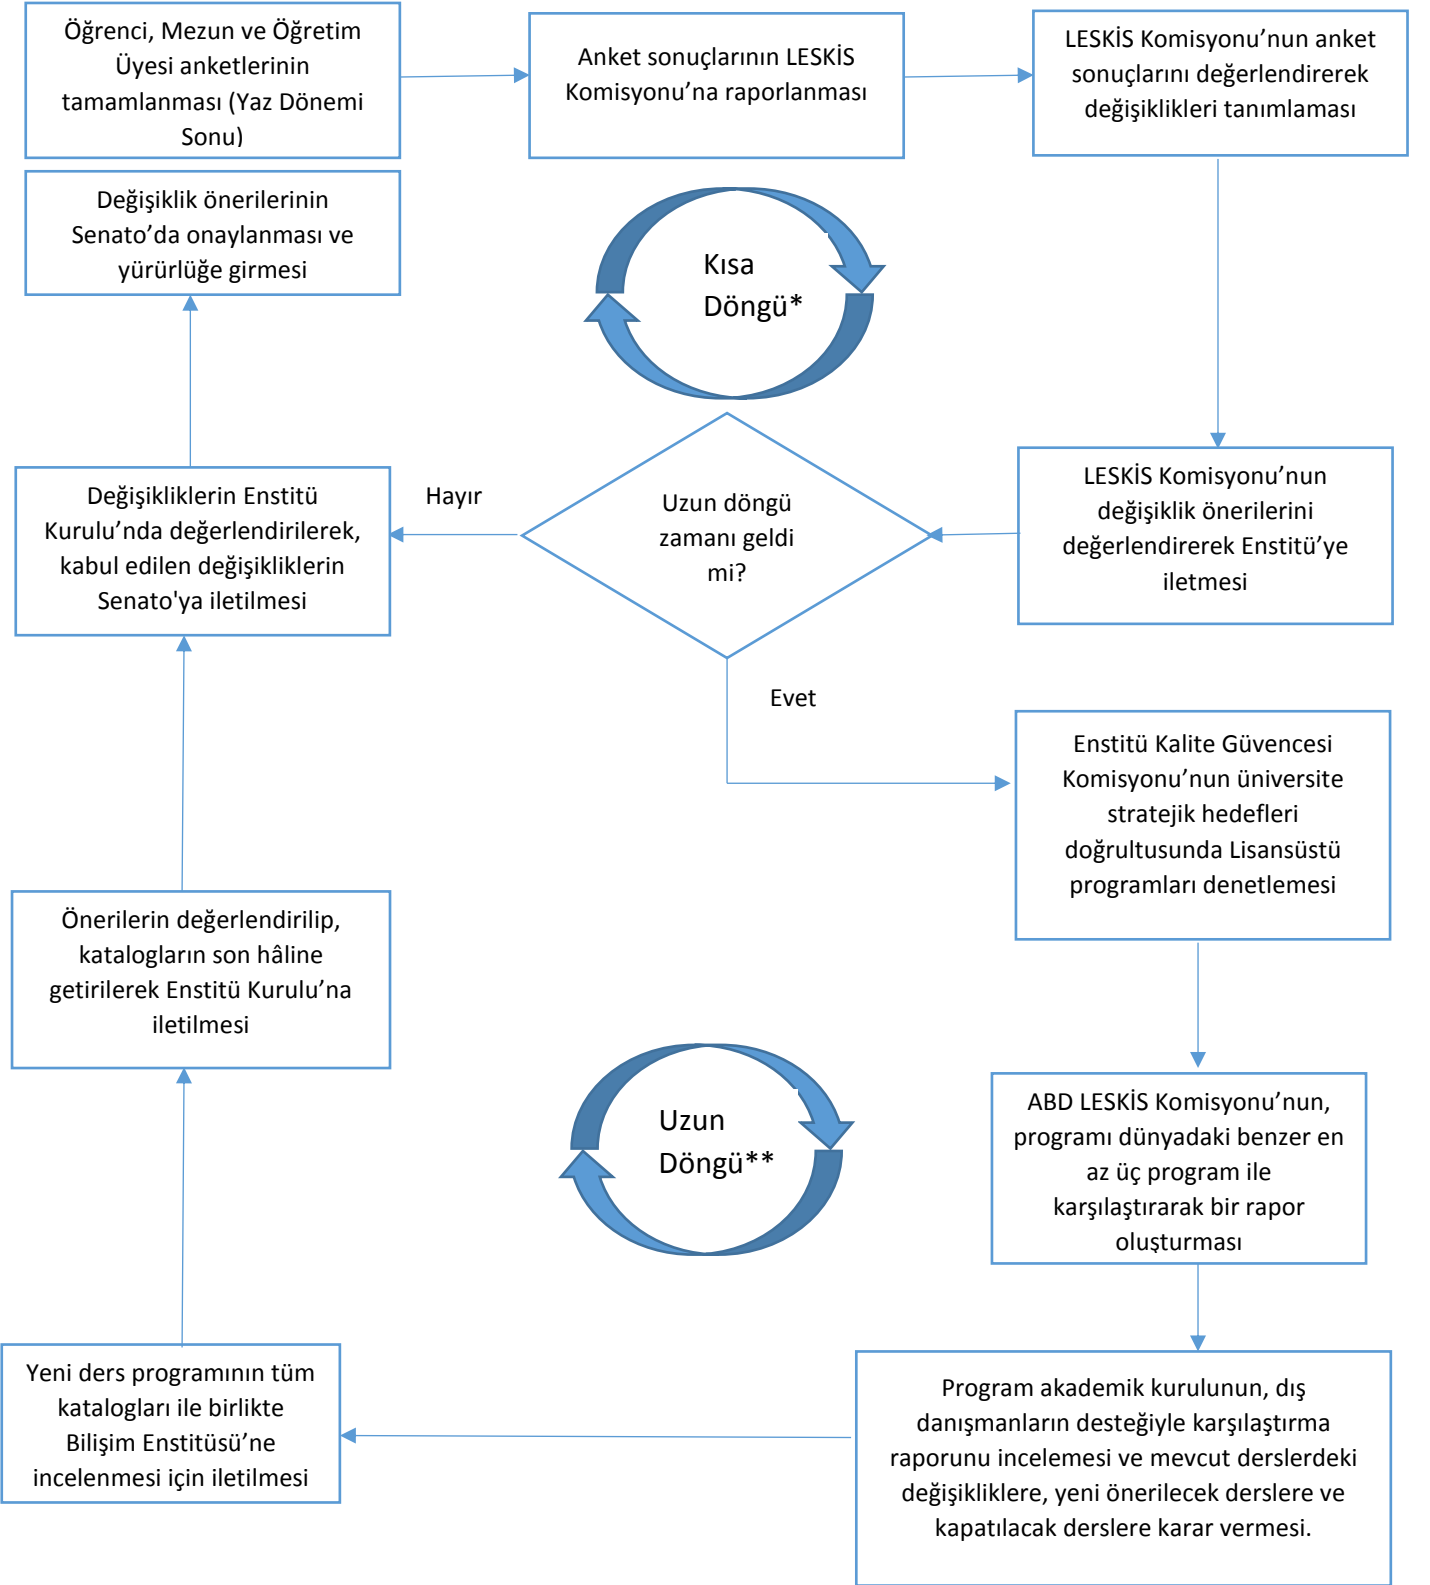 Öğrenci, Mezun ve Öğretim
Üyesi anketlerinin
tamamlanması (Yaz Dönemi
Sonu)
Anket sonuçlarının LESKİS
Komisyonu’na raporlanması
LESKİS Komisyonu’nun anket
sonuçlarını değerlendirerek
değişiklikleri tanımlaması
Değişiklik önerilerinin
Senato’da onaylanması ve
yürürlüğe girmesi
Kısa
Döngü*
Değişikliklerin Enstitü
Kurulu’nda değerlendirilerek,
kabul edilen değişikliklerin
Senato'ya iletilmesi
Hayır
Uzun döngü
zamanı geldi
mi?
LESKİS Komisyonu’nun
değişiklik önerilerini
değerlendirerek Enstitü’ye
iletmesi
Evet
Enstitü Kalite Güvencesi
Komisyonu’nun üniversite
stratejik hedefleri
doğrultusunda Lisansüstü
programları denetlemesi
Önerilerin değerlendirilip,
katalogların son hâline
getirilerek Enstitü Kurulu’na
iletilmesi
Uzun
Döngü**
ABD LESKİS Komisyonu’nun,
programı dünyadaki benzer en
az üç program ile
karşılaştırarak bir rapor
oluşturması
Yeni ders programının tüm
katalogları ile birlikte
Bilişim Enstitüsü’ne
incelenmesi için iletilmesi
Program akademik kurulunun, dış
danışmanların desteğiyle karşılaştırma
raporunu incelemesi ve mevcut derslerdeki
değişikliklere, yeni önerilecek derslere ve
kapatılacak derslere karar vermesi.